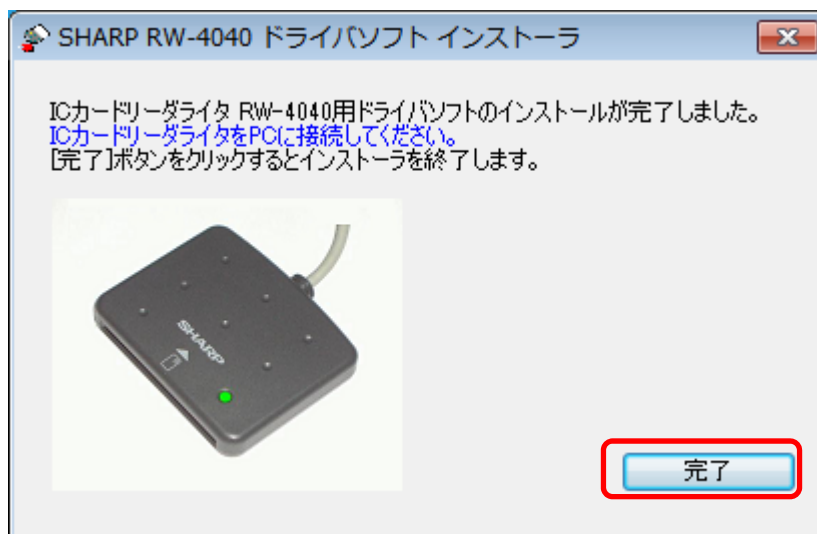 SHARP RW-4040 ドライバソフト インストーラ
ICカードリーダライタ RW-4040用ドライバソフトのインストールが完了しました。
ICカードリーダライタをPCに接続してください。
[完了]ボタンをクリックするとインストーラを終了します。
SHARP
完了